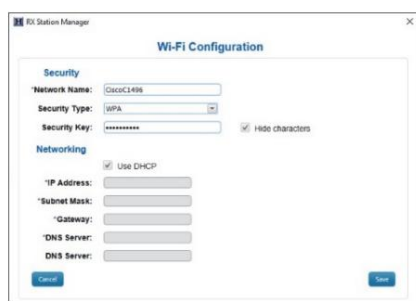 RX Station Manager
Wi-Fi Configuration
Security
*Network Name: CiscoC1496
Security Type: WPA
Security Key: •••••••••• Hide characters
Networking
Use DHCP
*IP Address:
*Subnet Mask:
*Gateway:
*DNS Server:
DNS Server:
Cancel Save